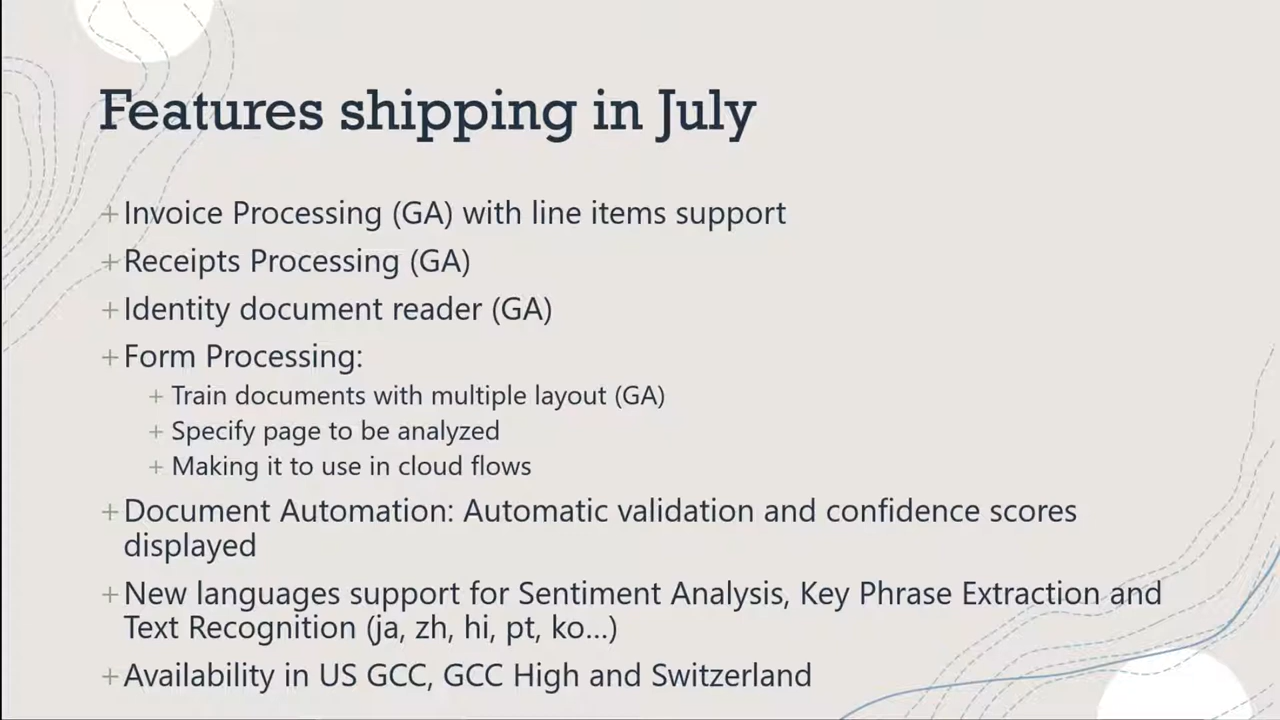 Features shipping in July
+Invoice Processing (GA) with line items support
+Receipts Processing (GA)
+Identity document reader (GA)
+Form Processing:
+Train documents with multiple layout (GA)
+Specify page to be analyzed
+Making it to use in cloud flows
+Document Automation: Automatic validation and confidence scores
displayed
+New languages support for Sentiment Analysis, Key Phrase Extraction and
Text Recognition (ja, zh, hi, pt, ko...)
+Availability in US GCC, GCC High and Switzerland